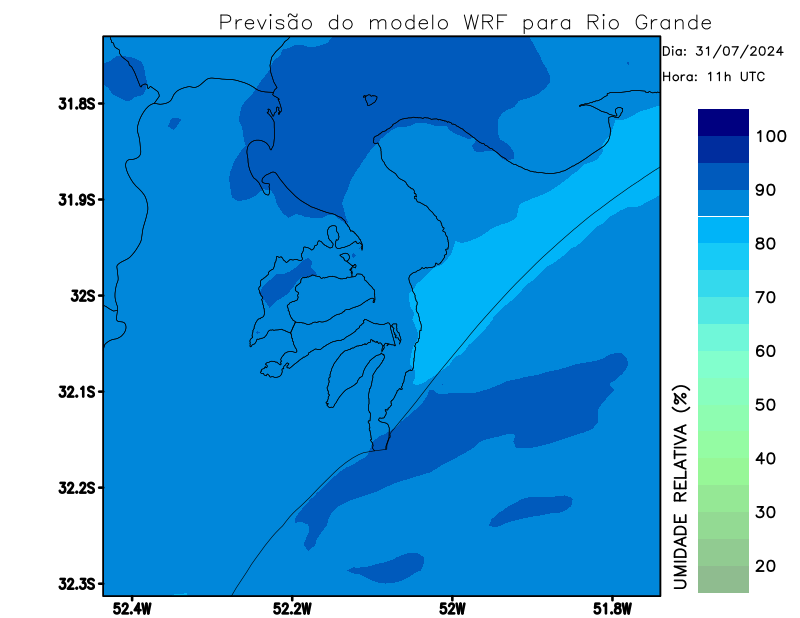 Previsão do modelo WRF para Rio Grande
Dia: 31/07/2024
Hora: 11h UTC
31.8S
31.9S
32S
32.1S
32.2S
32.3S
52.4W
52.2W
52W
51.8W
100
90
80
70
60
50
40
30
20
UMIDADE RELATIVA (%)